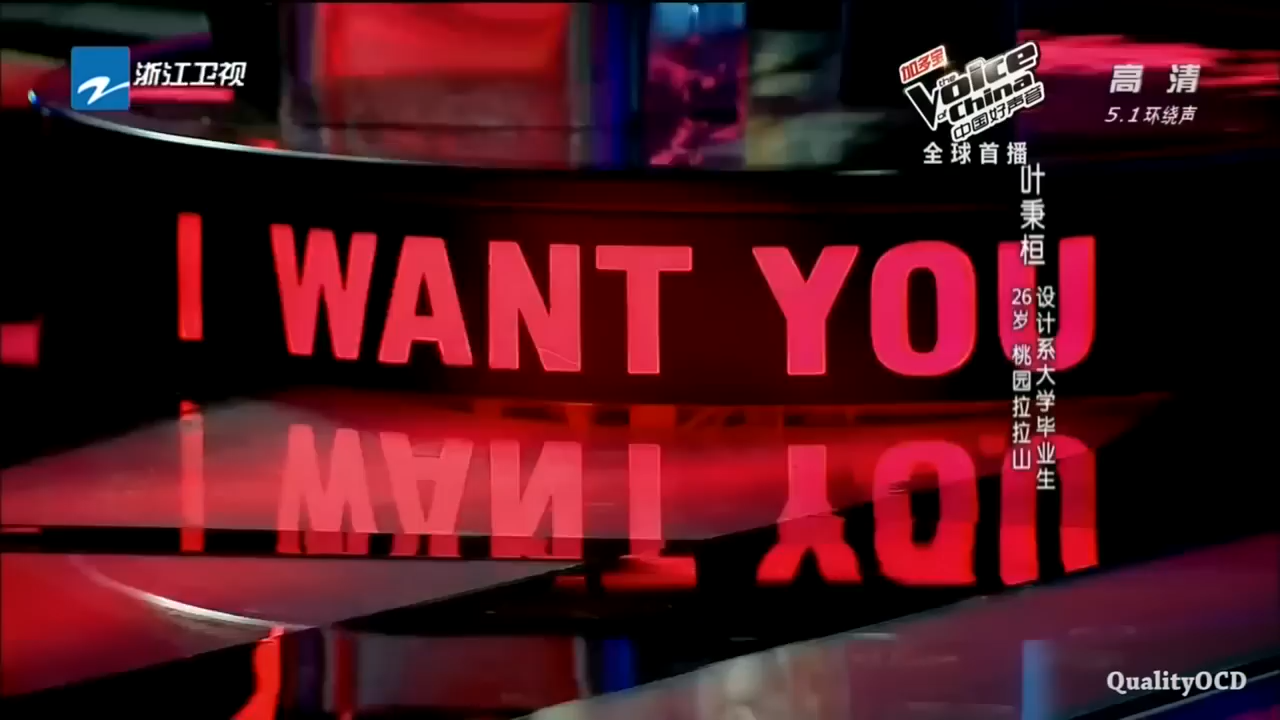 浙江卫视
加多宝
the Voice of China
中国好声音
全球首播
高 清
5.1环绕声
叶秉桓
设计系大学毕业生
26岁 桃园拉拉山
I WANT YOU
QualityOCD